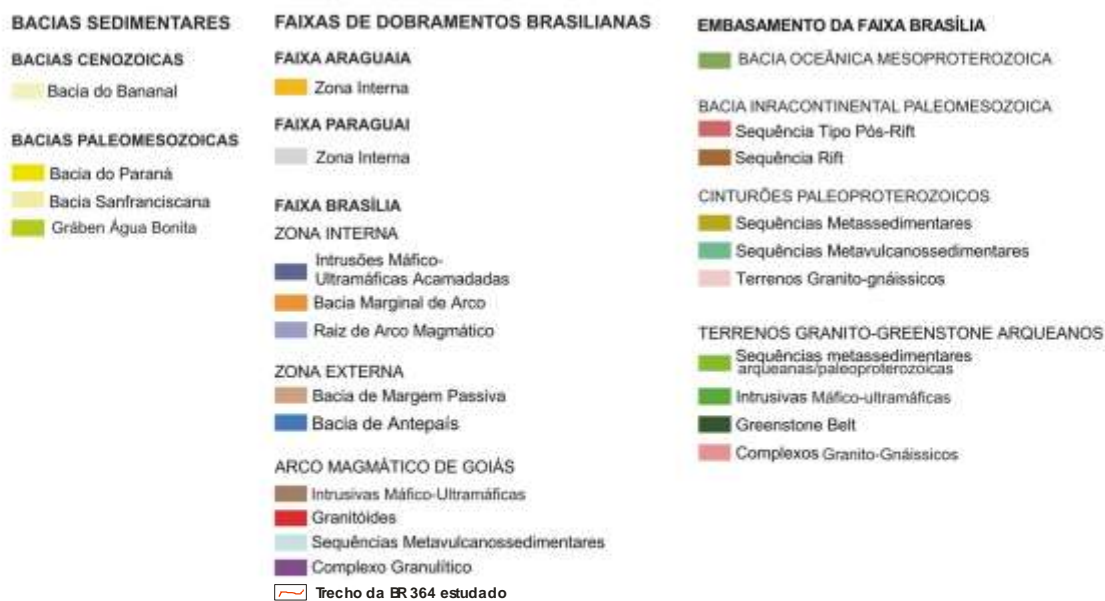 BACIAS SEDIMENTARES
BACIAS CENOZOICAS
Bacia do Bananal
BACIAS PALEOMESOZOICAS
Bacia do Paraná
Bacia Sanfranciscana
Gráben Água Bonita
FAIXAS DE DOBRAMENTOS BRASILIANAS
FAIXA ARAGUAIA
Zona Interna
FAIXA PARAGUAI
Zona Interna
FAIXA BRASÍLIA
ZONA INTERNA
Intrusões Máfico-
Ultramáficas Acamadadas
Bacia Marginal de Arco
Raiz de Arco Magmático
ZONA EXTERNA
Bacia de Margem Passiva
Bacia de Antepaís
ARCO MAGMÁTICO DE GOIÁS
Intrusivas Máfico-Ultramáficas
Granitóides
Sequências Metavulcanossedimentares
Complexo Granulítico
Trecho da BR 364 estudado
EMBASAMENTO DA FAIXA BRASÍLIA
BACIA OCEÂNICA MESOPROTEROZOICA
BACIA INRACONTINENTAL PALEOMESOZOICA
Sequência Tipo Pós-Rift
Sequência Rift
CINTURÕES PALEOPROTEROZOICOS
Sequências Metassedimentares
Sequências Metavulcanossedimentares
Terrenos Granito-gnáissicos
TERRENOS GRANITO-GREENSTONE ARQUEANOS
Sequências metassedimentares
arqueanas/paleoproterozoicas
Intrusivas Máfico-ultramáficas
Greenstone Belt
Complexos Granito-Gnáissicos